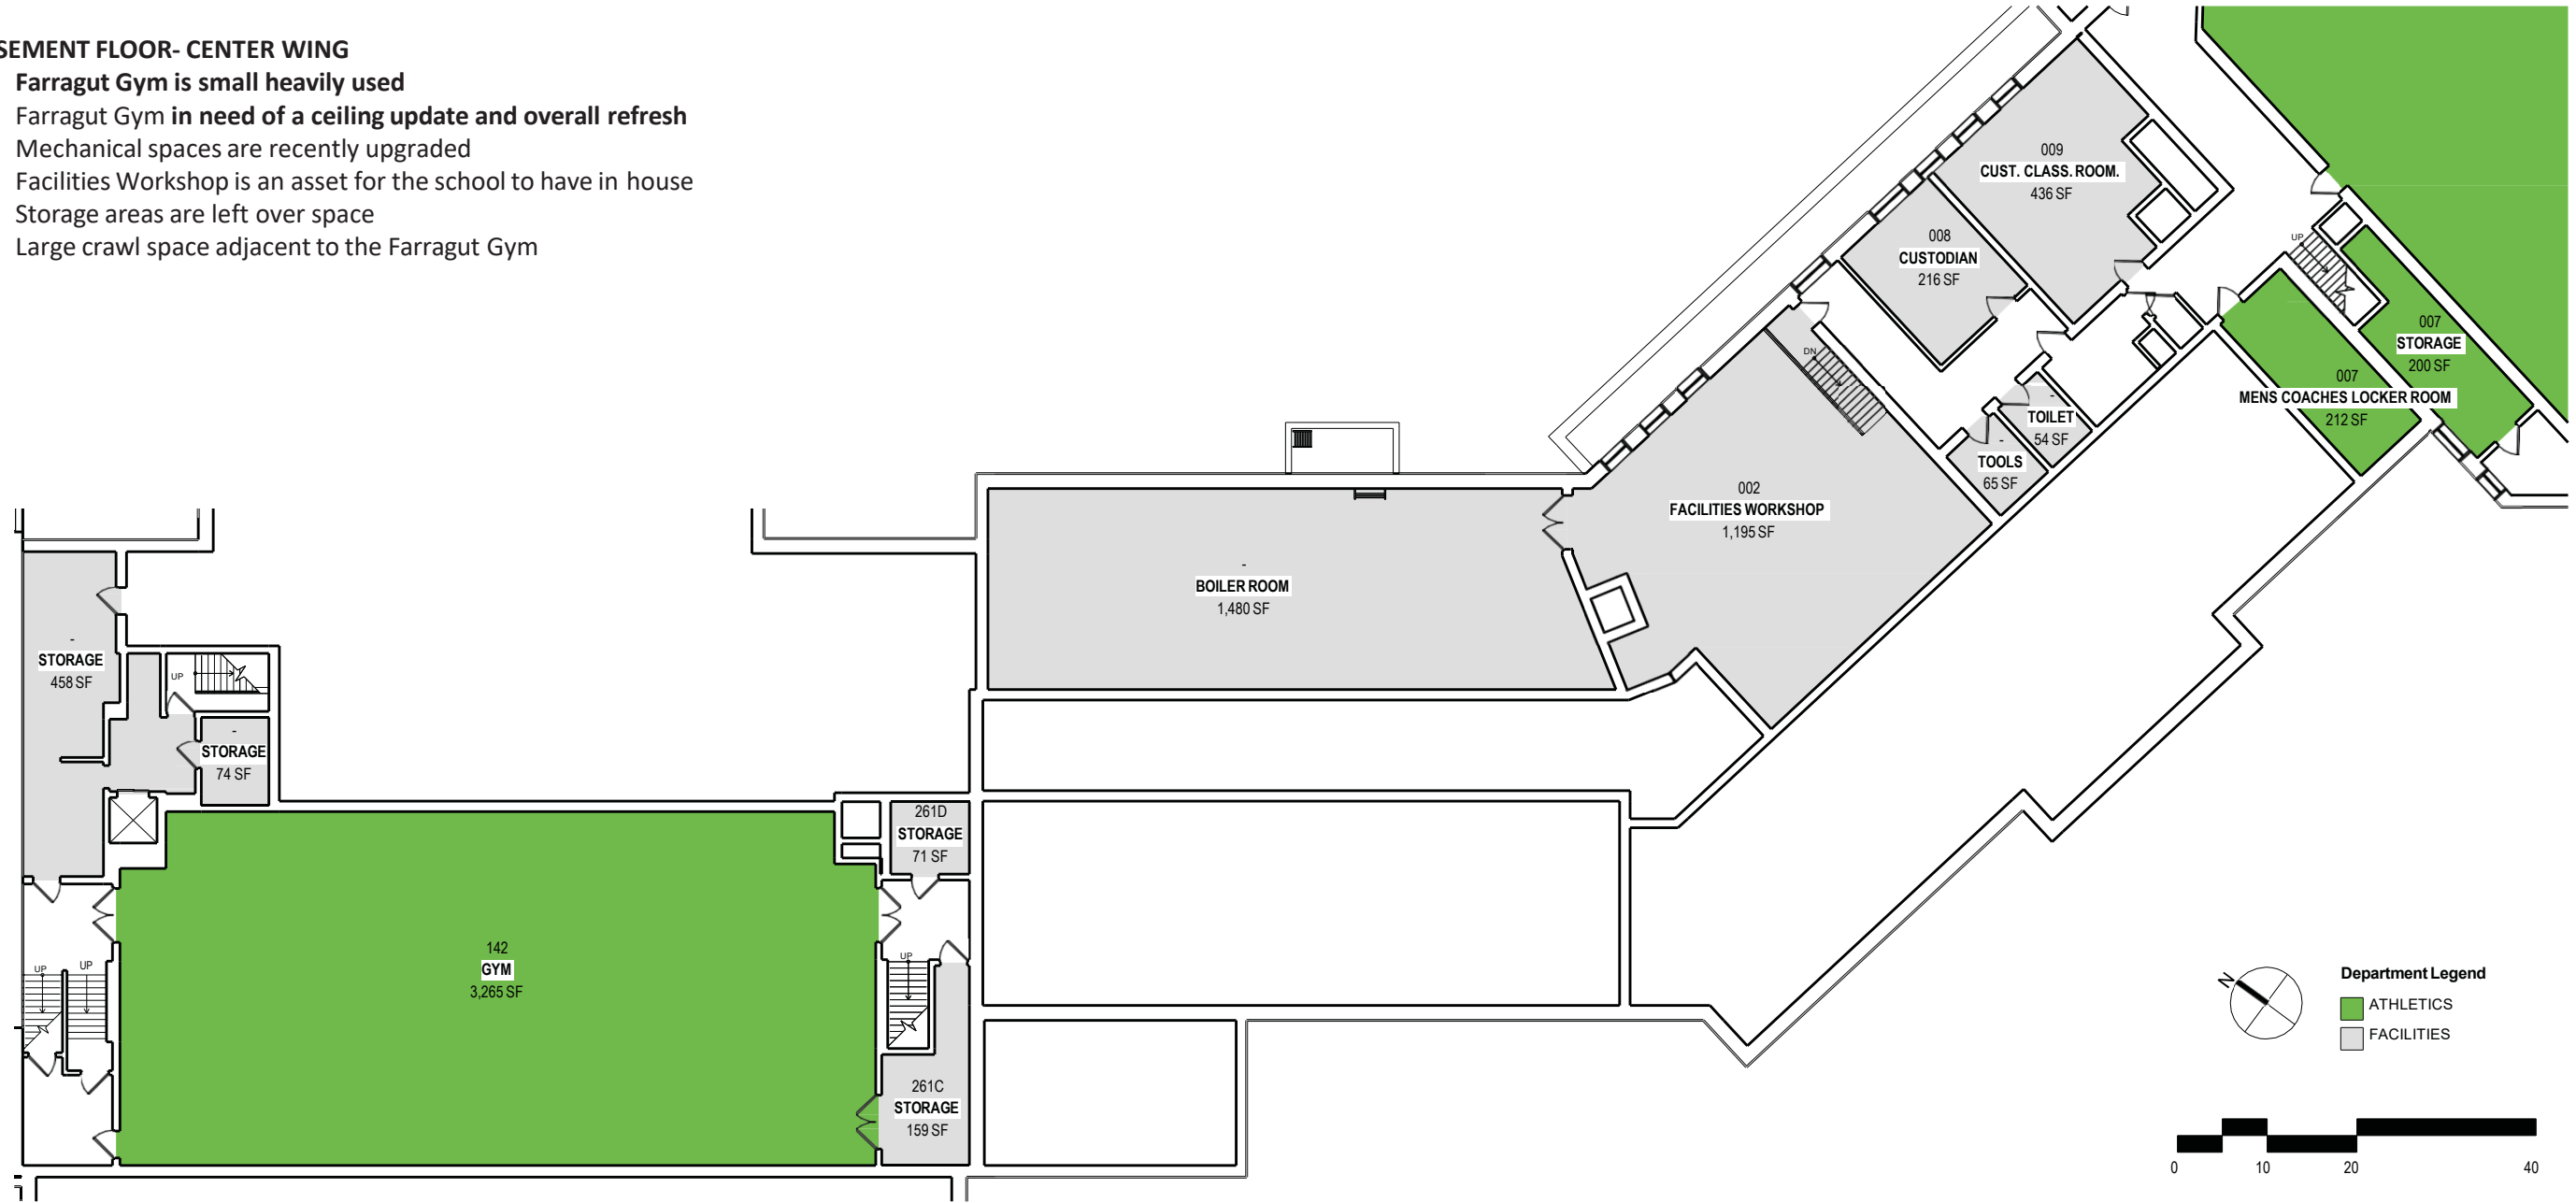 SEMENT FLOOR- CENTER WING
Farragut Gym is small heavily used
Farragut Gym in need of a ceiling update and overall refresh
Mechanical spaces are recently upgraded
Facilities Workshop is an asset for the school to have in house
Storage areas are left over space
Large crawl space adjacent to the Farragut Gym
009
CUST. CLASS. ROOM.
436 SF
008
CUSTODIAN
216 SF
UP
007
STORAGE
200 SF
007
MENS COACHES LOCKER ROOM
212 SF
DN
-
TOILET
54 SF
-
TOOLS
65 SF
002
FACILITIES WORKSHOP
1,195 SF
-
BOILER ROOM
1,480 SF
-
STORAGE
458 SF
UP
-
STORAGE
74 SF
261D
STORAGE
71 SF
142
GYM
3,265 SF
UP
UP
UP
261C
STORAGE
159 SF
N
Department Legend
ATHLETICS
FACILITIES
0 10 20 40